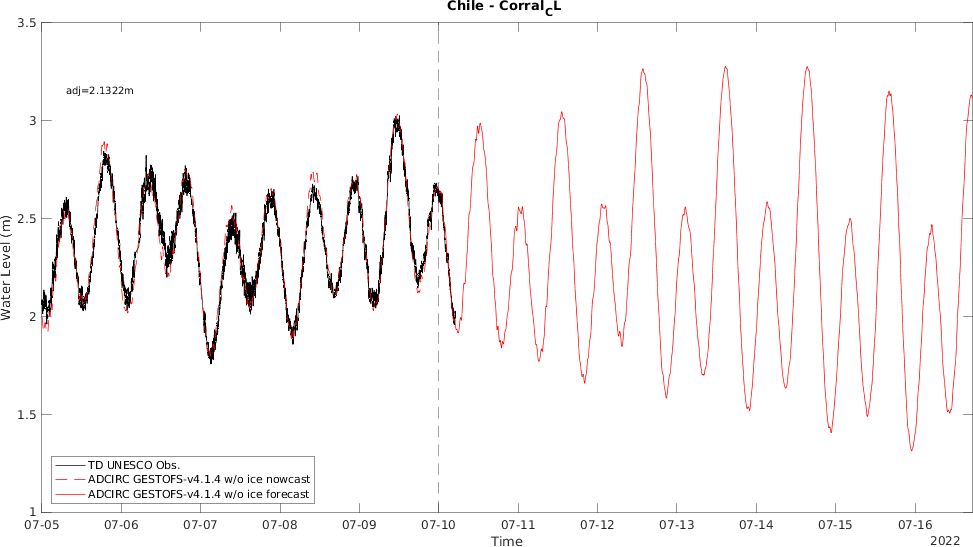 Chile - Corral_CL
3.5
adj=2.1322m
3
2.5
Water Level (m)
2
1.5
TD UNESCO Obs.
ADCIRC GESTOFS-v4.1.4 w/o ice nowcast
ADCIRC GESTOFS-v4.1.4 w/o ice forecast
1
07-05 07-06 07-07 07-08 07-09 07-10 07-11 07-12 07-13 07-14 07-15 07-16
Time
2022